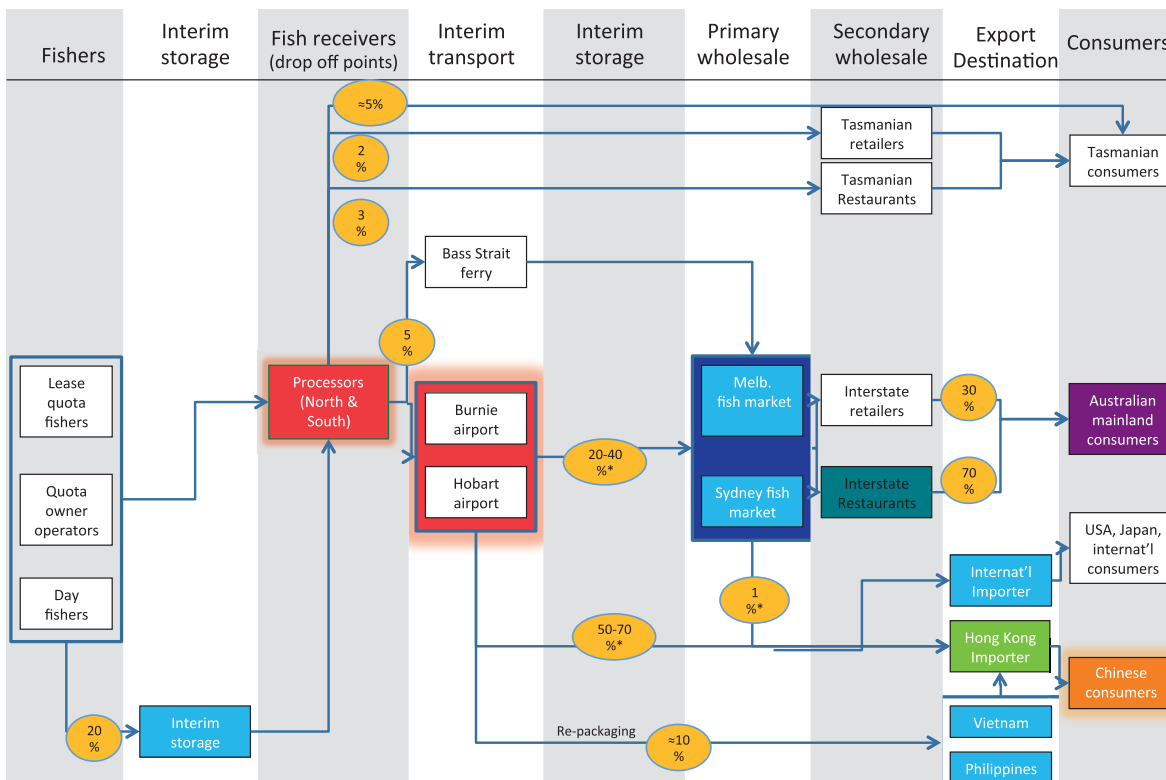 Fishers
Interim
storage
Fish receivers
(drop off points)
Interim
transport
Interim
storage
Primary
wholesale
Secondary
wholesale
Export
Destination
Consumers
≈5%
2
%
3
%
Tasmanian
retailers
Tasmanian
Restaurants
Tasmanian
consumers
Bass Strait
ferry
5
%
Lease
quota
fishers
Quota
owner
operators
Day
fishers
Processors
(North &
South)
Burnie
airport
Hobart
airport
20-40
%*
Melb.
fish market
Sydney fish
market
Interstate
retailers
Interstate
Restaurants
30
%
70
%
Australian
mainland
consumers
USA, Japan,
internat'l
consumers
1
%*
50-70
%*
Internat'l
Importer
Hong Kong
Importer
Chinese
consumers
20
%
Interim
storage
Re-packaging
≈10
%
Vietnam
Philippines